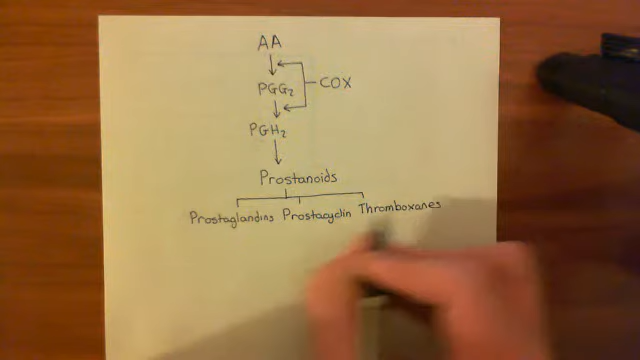 AA
PGG₂
COX
PGH₂
Prostanoids
Prostaglandins Prostacyclin Thromboxanes